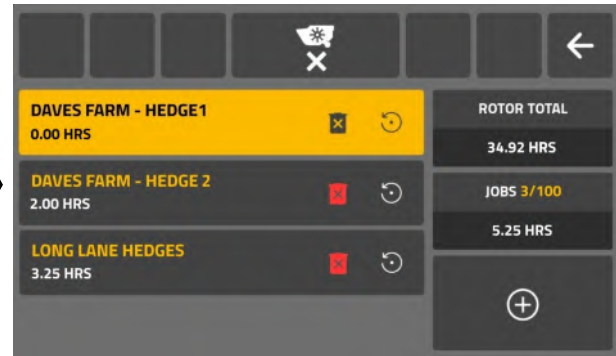 DAVES FARM - HEDGE1
0.00 HRS
DAVES FARM - HEDGE 2
2.00 HRS
LONG LANE HEDGES
3.25 HRS
ROTOR TOTAL
34.92 HRS
JOBS 3/100
5.25 HRS